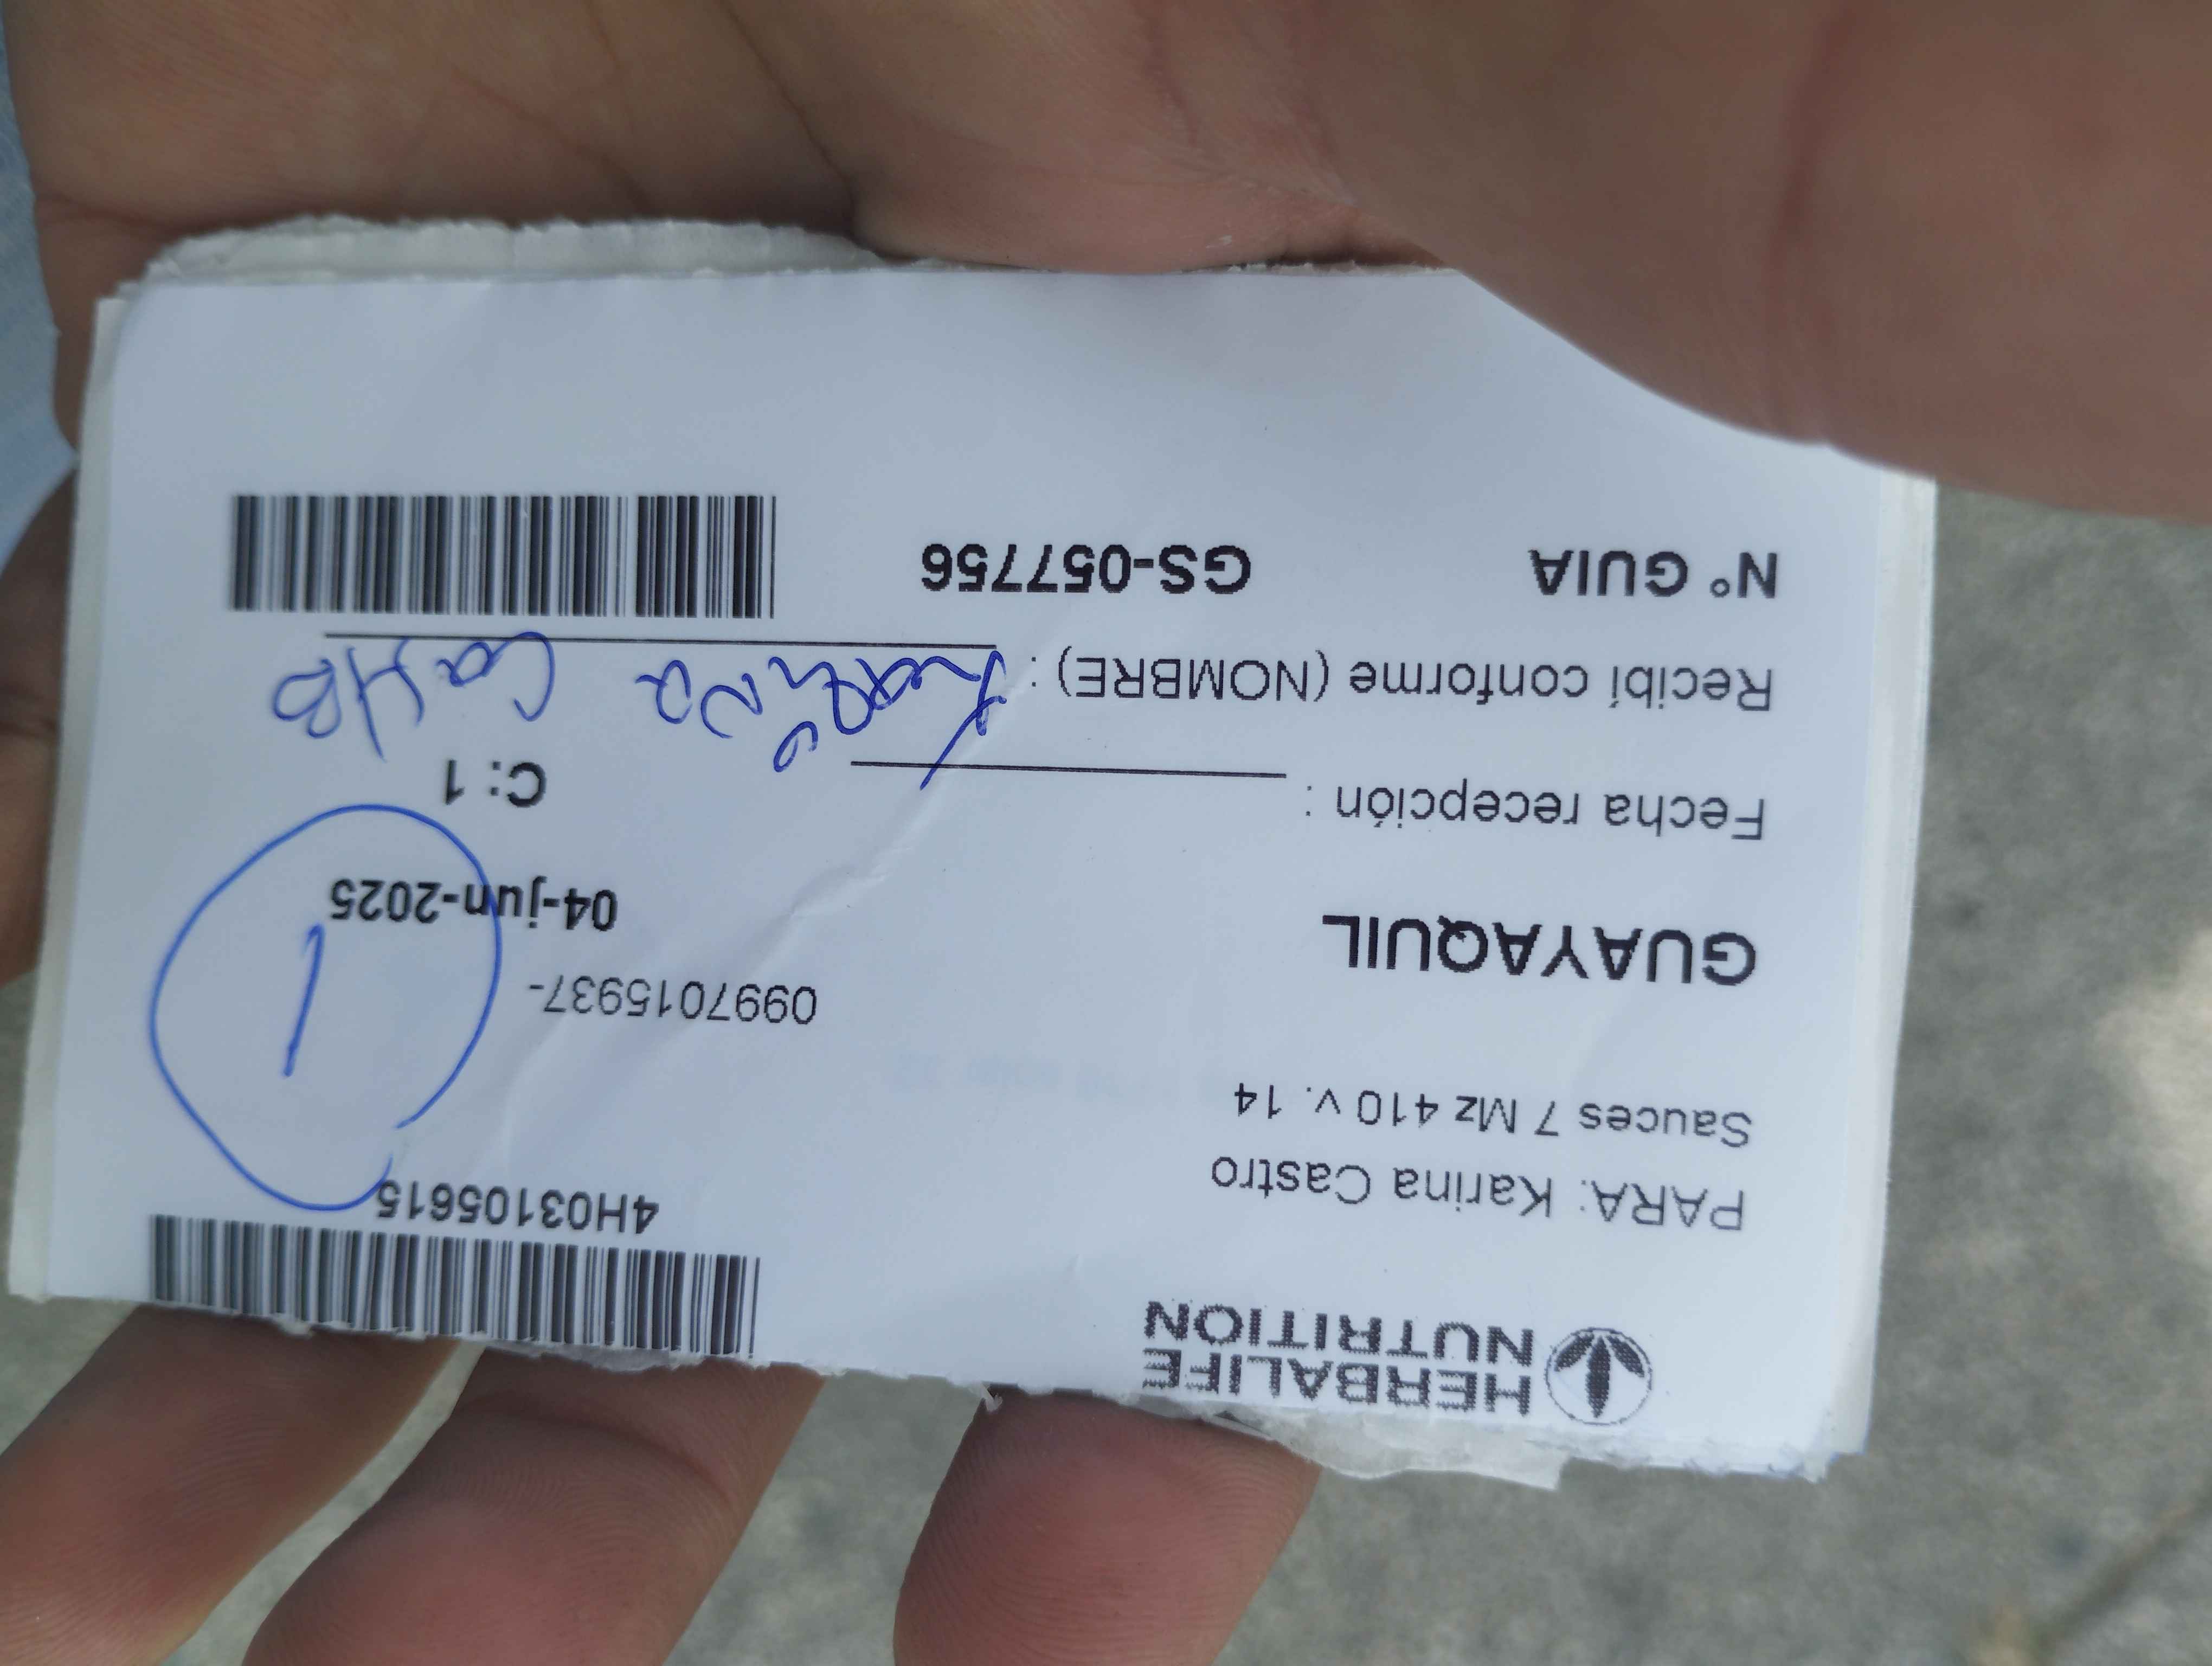 HERBALIFE
NUTRITION
4H03105615
PARA: Karina Castro
Sauces 7 Mz 410 v. 14
0997015937-
1
GUAYAQUIL
04-jun-2025
Fecha recepción :
C: 1
Recibí conforme (NOMBRE) : Karina
N° GUIA GS-057756